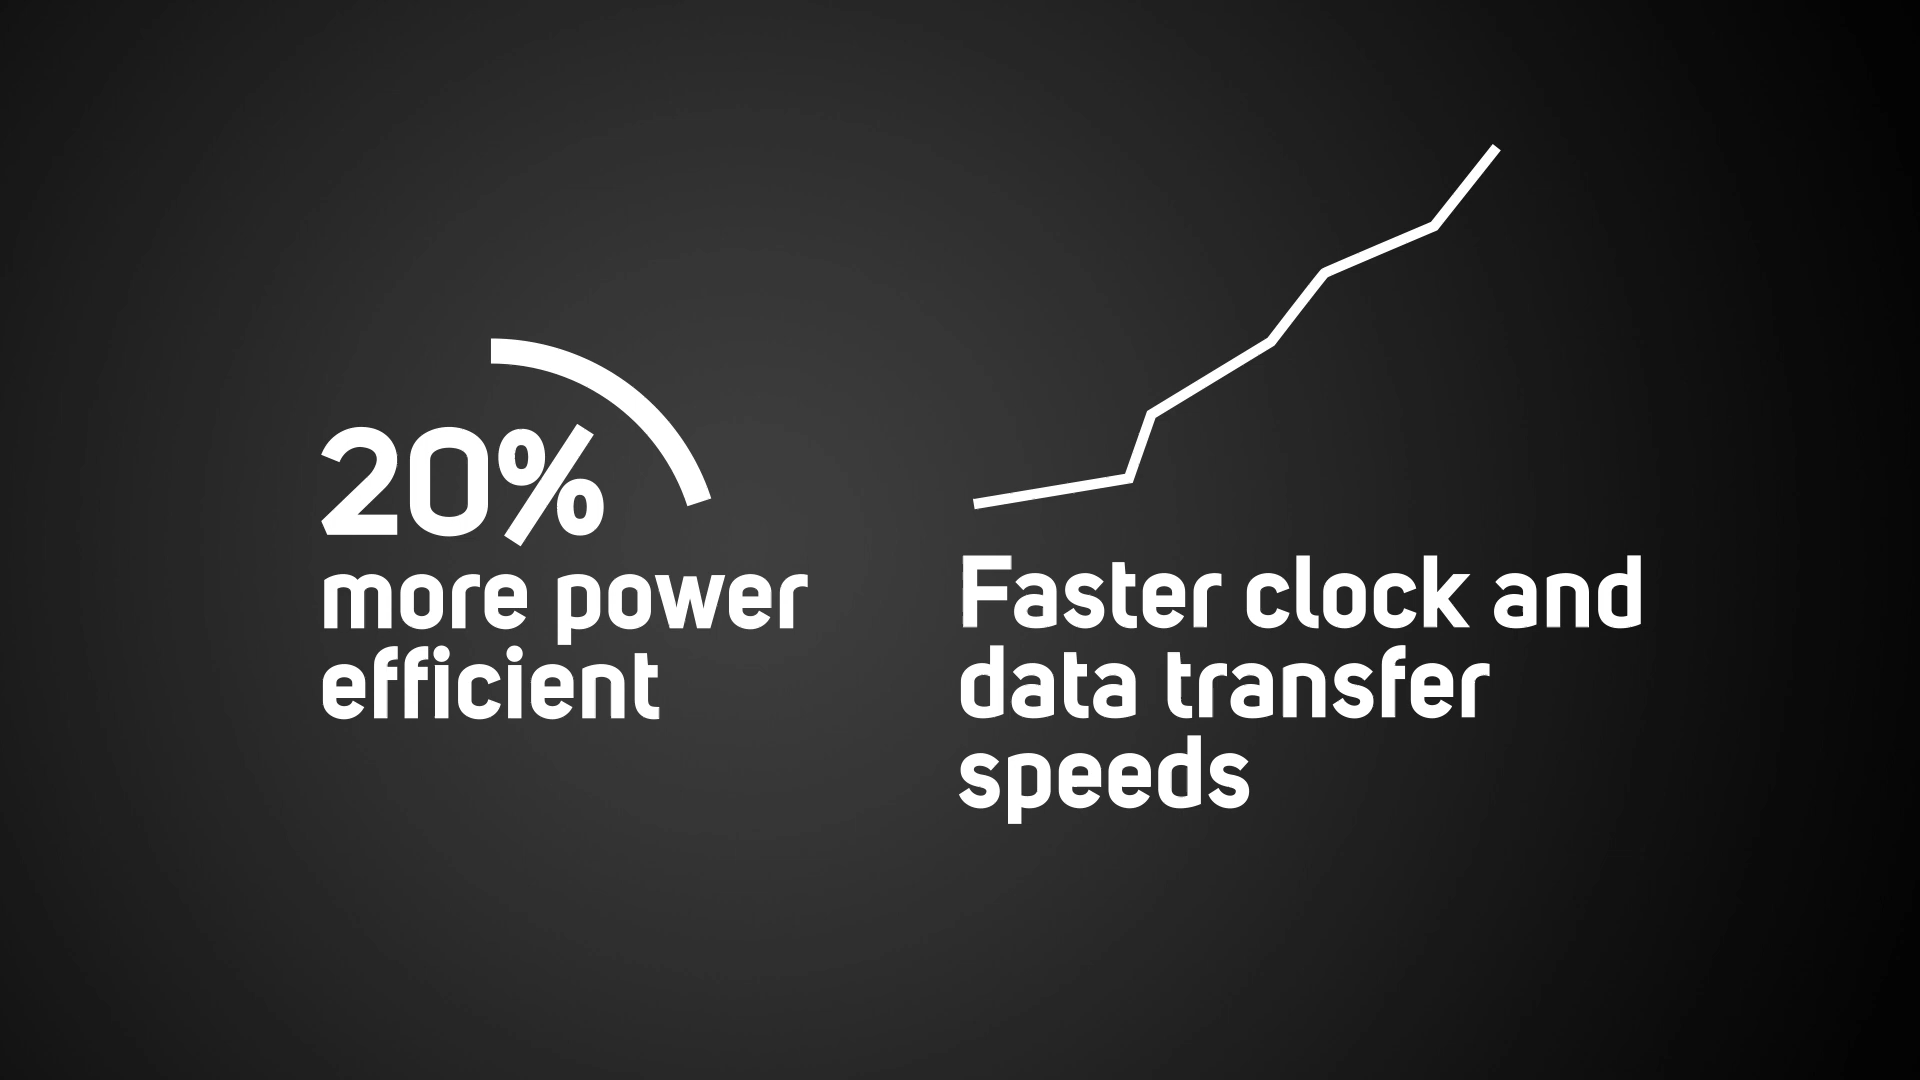 20%
more power
efficient
Faster clock and
data transfer
speeds